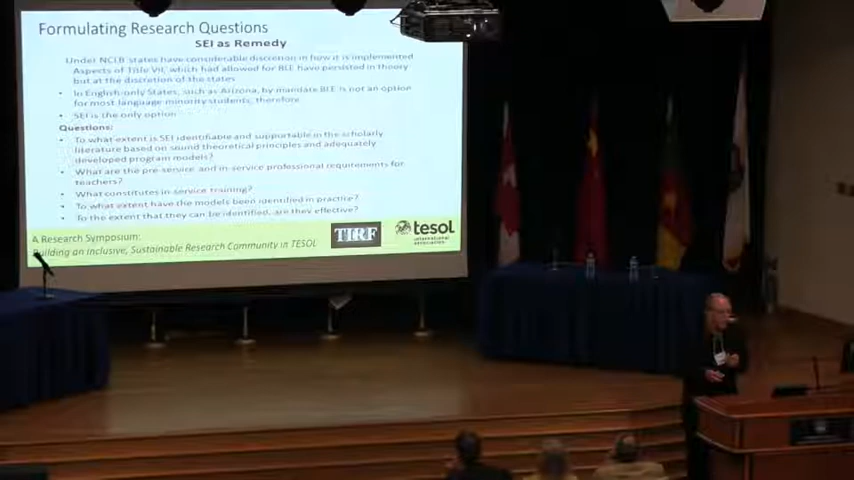 Formulating Research Questions
SEI as Remedy
Under NCLB states have considerable discretion in how it is implemented
Aspects of Title VII, which had allowed for BLE have persisted in theory
but at the discretion of the states
• In English-only States, such as Arizona, by mandate BLE is not an option
for most language minority students, therefore
• SEI is the only option
Questions:
• To what extent is SEI identifiable and supportable in the scholarly
literature based on sound theoretical principles and adequately
developed program models?
• What are the pre-service and in-service professional requirements for
teachers?
• What constitutes in-service training?
• To what extent have the models been identified in practice?
• To the extent that they can be identified, are they effective?
A Research Symposium:
Building an Inclusive, Sustainable Research Community in TESOL
TIRF
tesol
international
association